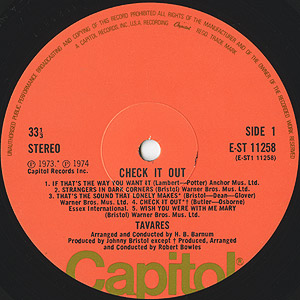 UNAUTHORISED PUBLIC PERFORMANCE, BROADCASTING AND COPYING OF THIS RECORD PROHIBITED. ALL RIGHTS OF THE MANUFACTURER AND OF THE OWNER OF THE
Capitol
REGD. TRADE MARK
33⅓
STEREO
SIDE 1
E-ST 11258
(E-ST1 11258)
℗ 1973.* ℗ 1974
Capitol Records Inc.
CHECK IT OUT
1. IF THAT'S THE WAY YOU WANT IT (Lambert—Potter) Anchor Mus. Ltd.
2. STRANGERS IN DARK CORNERS (Bristol) Warner Bros. Mus. Ltd.
3. THAT'S THE SOUND THAT LONELY MAKES* (Bristol—Dean—Glover)
Warner Bros. Mus. Ltd. 4. CHECK IT OUT*† (Butler—Osborne)
Essex International. 5. WISH YOU WERE WITH ME MARY
(Bristol) Warner Bros. Mus. Ltd.
TAVARES
Arranged and Conducted by H. B. Barnum
Produced by Johnny Bristol except † Produced, Arranged
and Conducted by Robert Bowles
Capitol